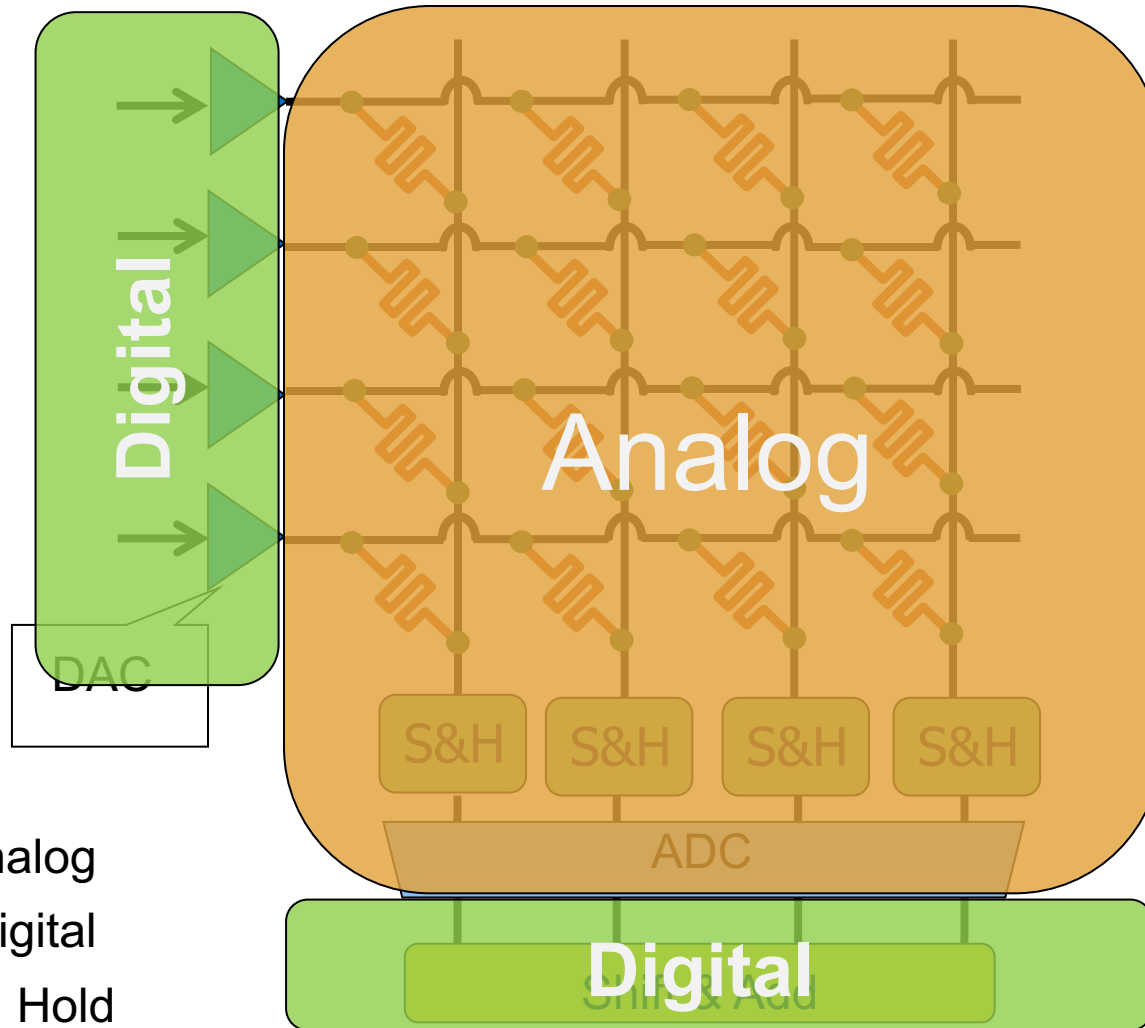 Digital
Analog
DAC
S&H S&H S&H S&H
ADC
nalog
igital
Hold
Digital
Shift & Add